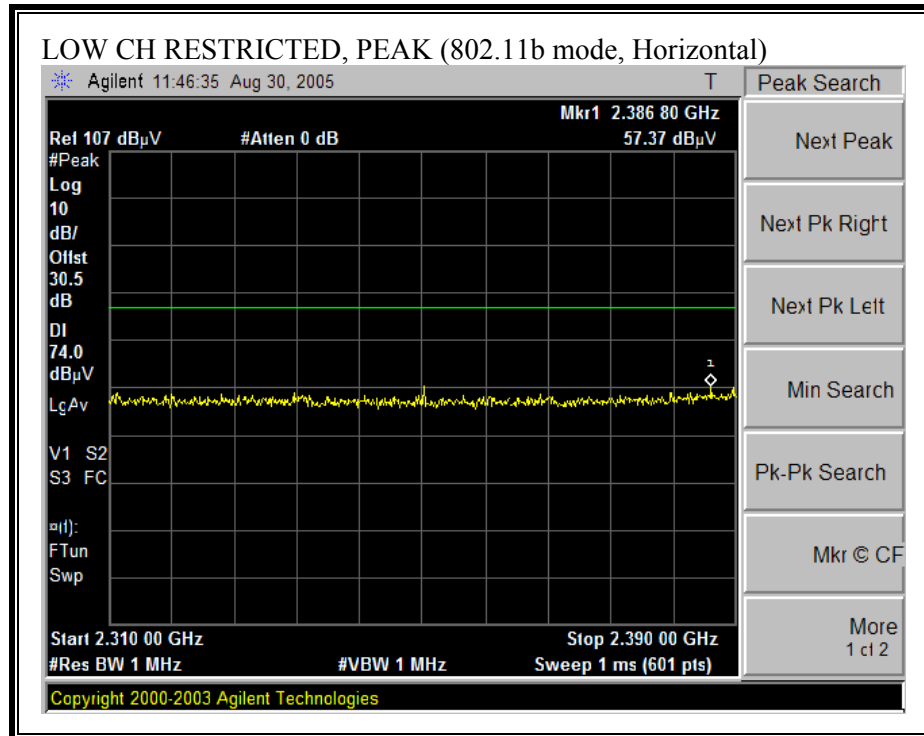 LOW CH RESTRICTED, PEAK (802.11b mode, Horizontal)
Agilent 11:46:35 Aug 30, 2005 T
Peak Search
Mkr1 2.386 80 GHz
Ref 107 dBµV #Atten 0 dB 57.37 dBµV
#Peak
Log
10
dB/
Offst
30.5
dB
DI
74.0
dBµV
LgAv
V1 S2
S3 FC
¤(f):
FTun
Swp
1
Start 2.310 00 GHz Stop 2.390 00 GHz
#Res BW 1 MHz #VBW 1 MHz Sweep 1 ms (601 pts)
Copyright 2000-2003 Agilent Technologies
Next Peak
Next Pk Right
Next Pk Left
Min Search
Pk-Pk Search
Mkr © CF
More
1 of 2